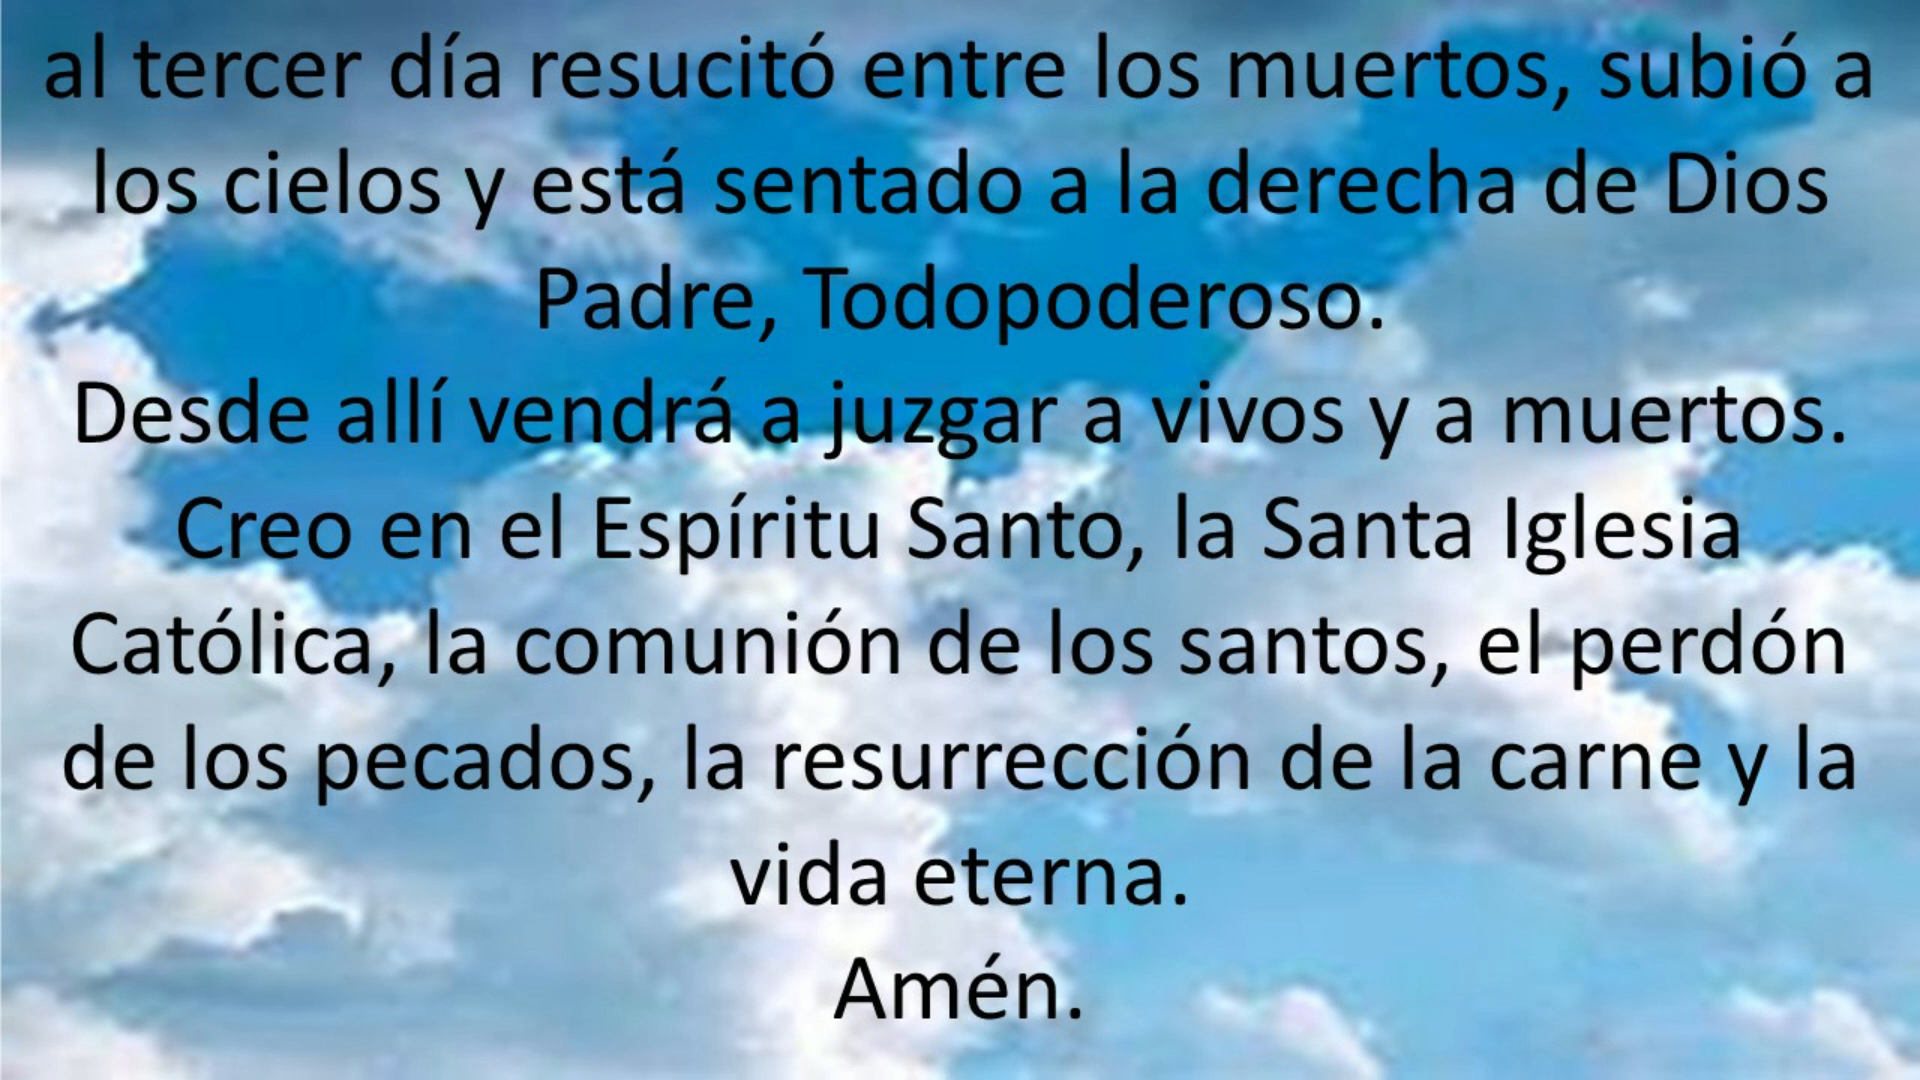 al tercer día resucitó entre los muertos, subió a
los cielos y está sentado a la derecha de Dios
Padre, Todopoderoso.
Desde allí vendrá a juzgar a vivos y a muertos.
Creo en el Espíritu Santo, la Santa Iglesia
Católica, la comunión de los santos, el perdón
de los pecados, la resurrección de la carne y la
vida eterna.
Amén.